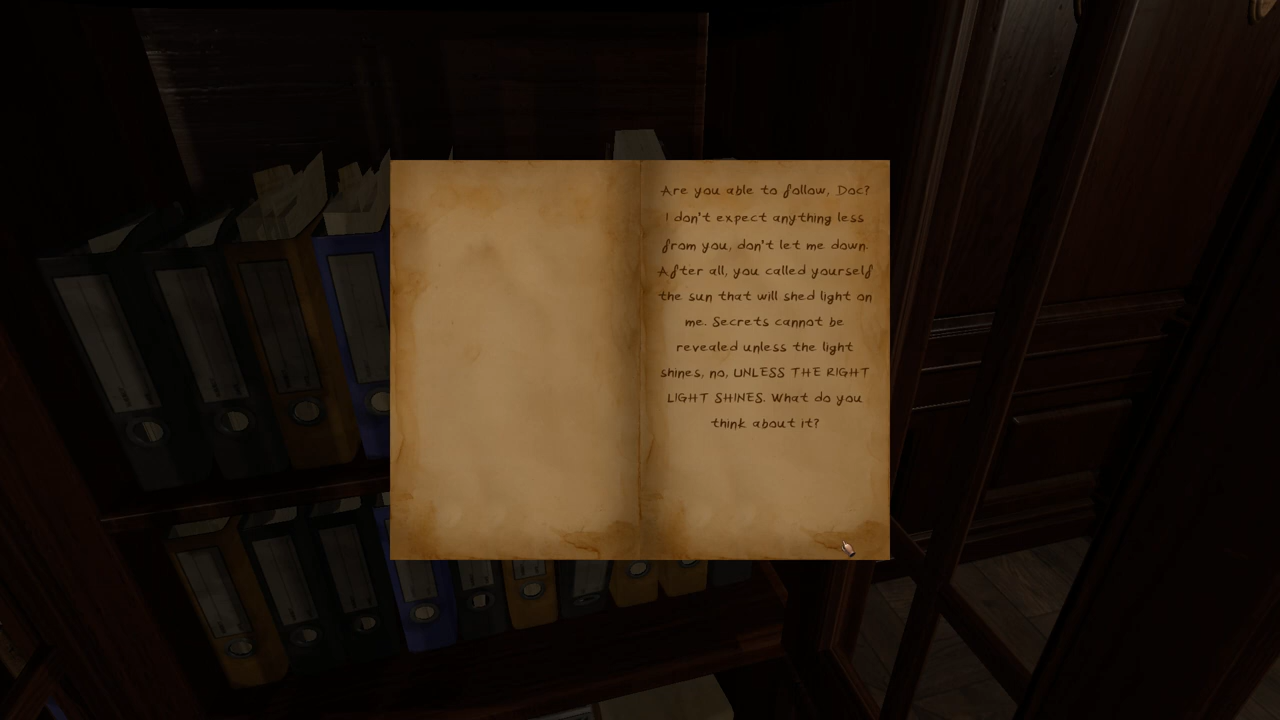 Are you able to follow, Doc?
I don't expect anything less
from you, don't let me down.
After all, you called yourself
the sun that will shed light on
me. Secrets cannot be
revealed unless the light
shines, no, UNLESS THE RIGHT
LIGHT SHINES. What do you
think about it?